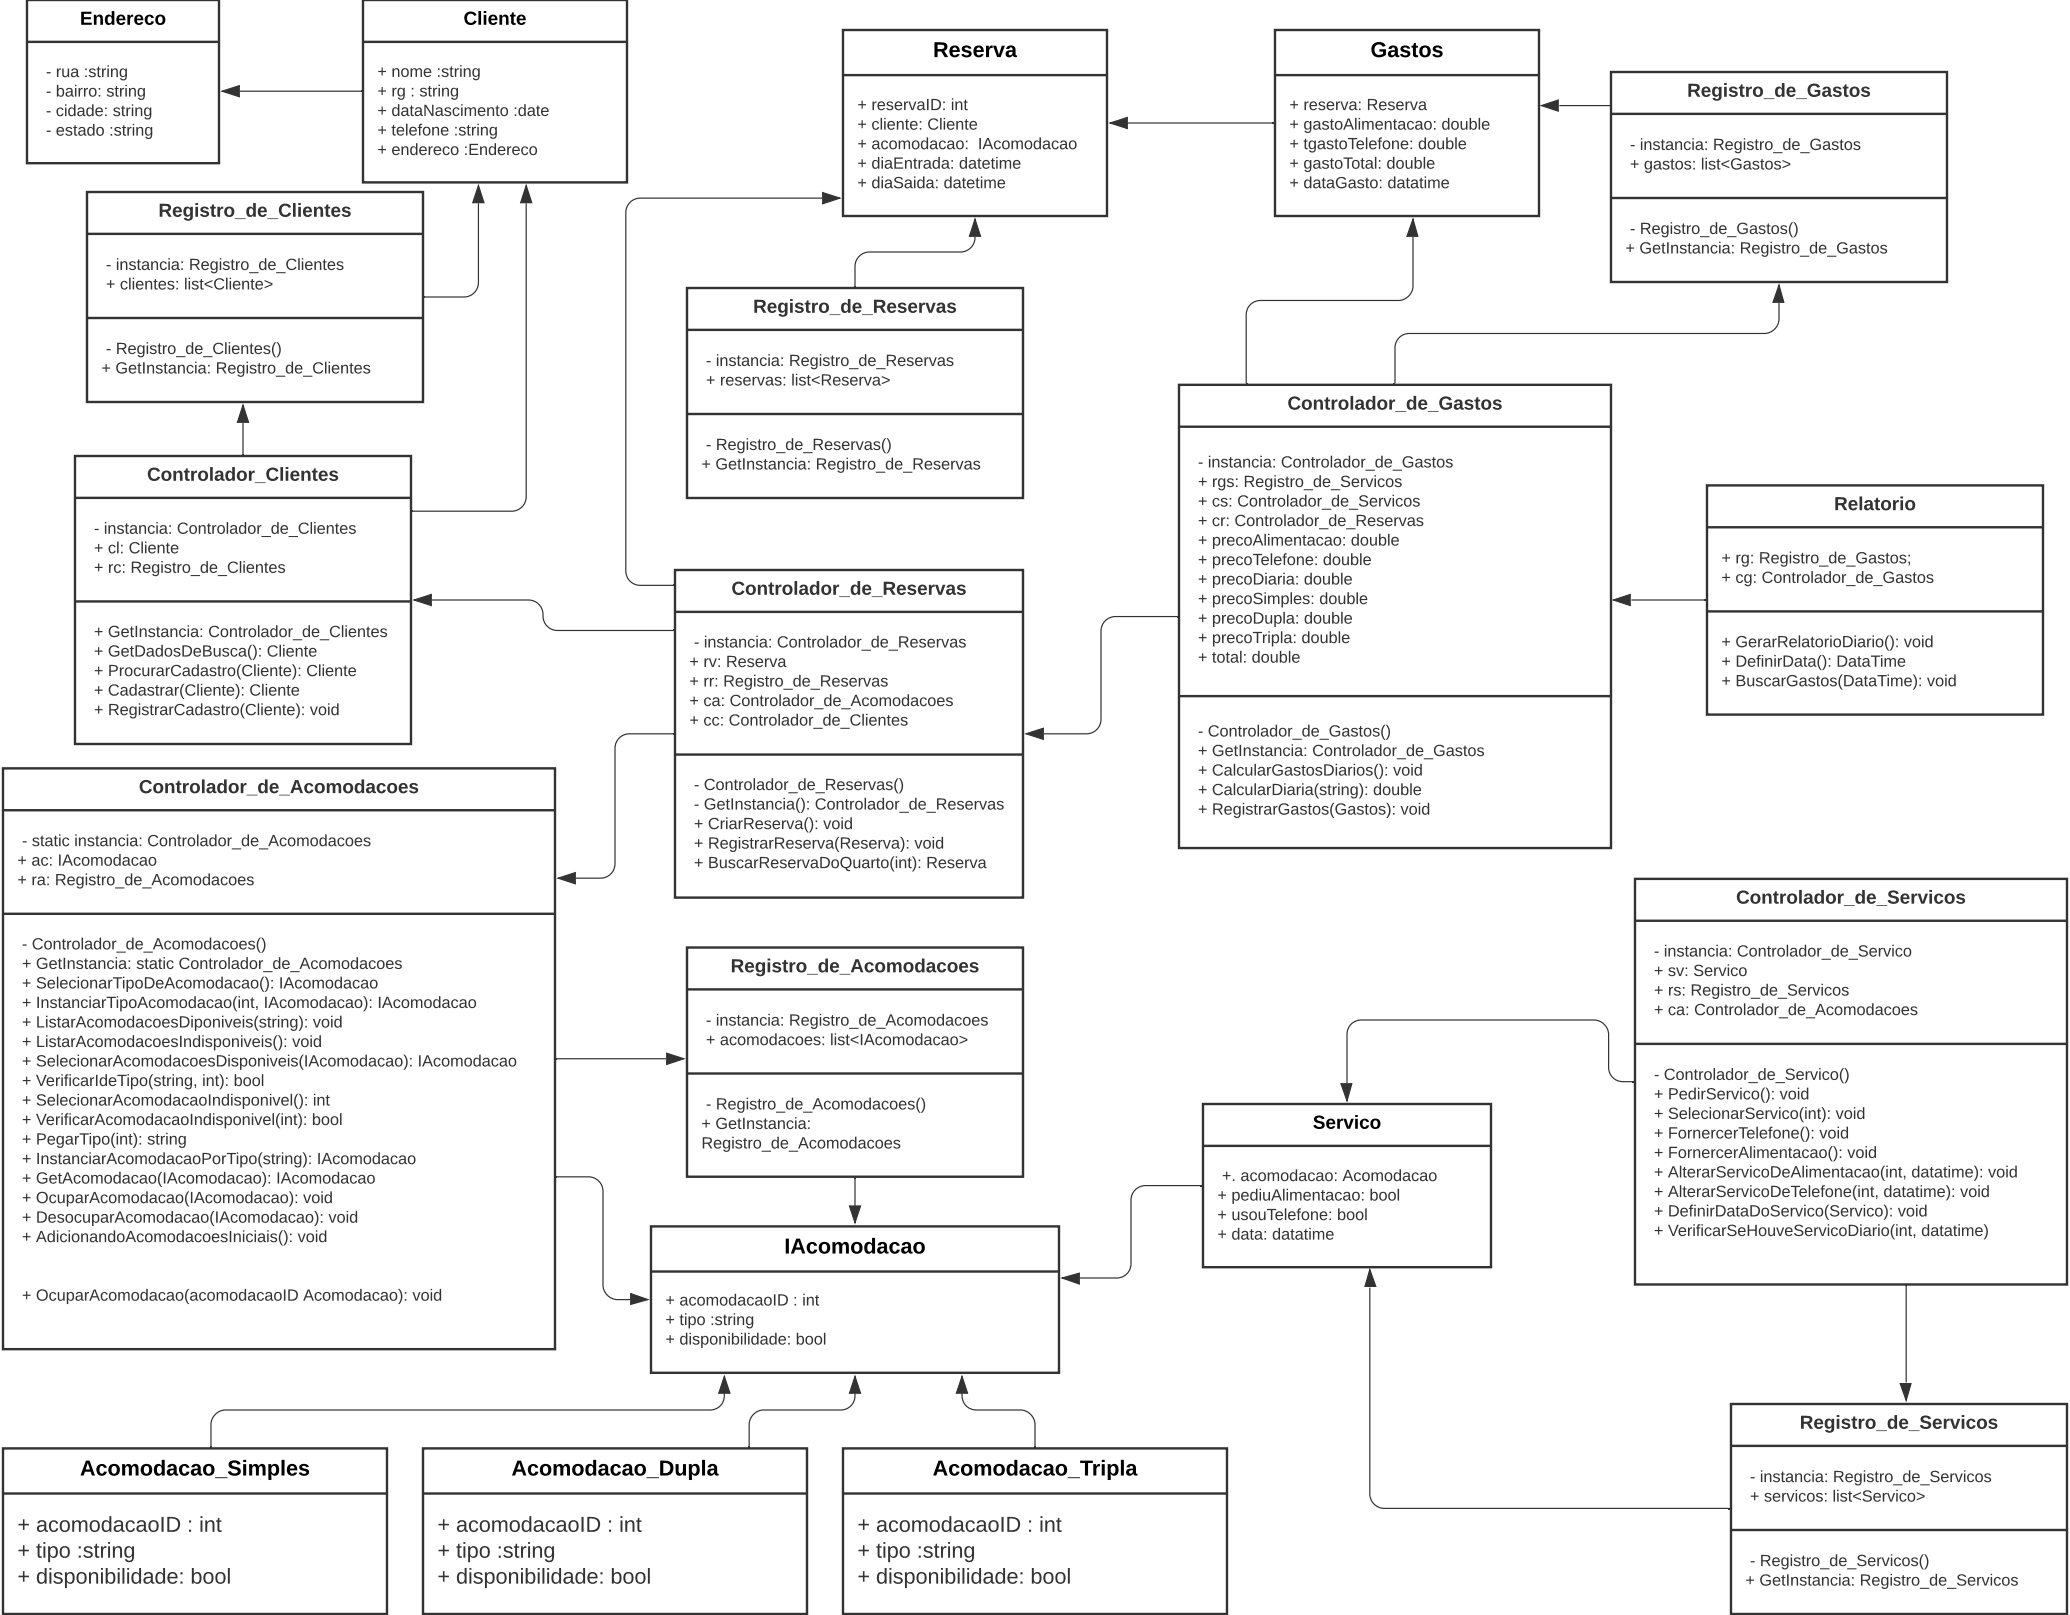 Endereco
- rua :string
- bairro: string
- cidade: string
- estado :string
Cliente
+ nome :string
+ rg : string
+ dataNascimento :date
+ telefone :string
+ endereco :Endereco
Reserva
+ reservaID: int
+ cliente: Cliente
+ acomodacao:  IAcomodacao
+ diaEntrada: datetime
+ diaSaida: datetime
Gastos
+ reserva: Reserva
+ gastoAlimentacao: double
+ tgastoTelefone: double
+ gastoTotal: double
+ dataGasto: datatime
Registro_de_Gastos
- instancia: Registro_de_Gastos
+ gastos: list<Gastos>
- Registro_de_Gastos()
+ GetInstancia: Registro_de_Gastos
Registro_de_Clientes
- instancia: Registro_de_Clientes
+ clientes: list<Cliente>
- Registro_de_Clientes()
+ GetInstancia: Registro_de_Clientes
Registro_de_Reservas
- instancia: Registro_de_Reservas
+ reservas: list<Reserva>
- Registro_de_Reservas()
+ GetInstancia: Registro_de_Reservas
Controlador_de_Gastos
- instancia: Controlador_de_Gastos
+ rgs: Registro_de_Servicos
+ cs: Controlador_de_Servicos
+ cr: Controlador_de_Reservas
+ precoAlimentacao: double
+ precoTelefone: double
+ precoDiaria: double
+ precoSimples: double
+ precoDupla: double
+ precoTripla: double
+ total: double
- Controlador_de_Gastos()
+ GetInstancia: Controlador_de_Gastos
+ CalcularGastosDiarios(): void
+ CalcularDiaria(string): double
+ RegistrarGastos(Gastos): void
Controlador_Clientes
- instancia: Controlador_de_Clientes
+ cl: Cliente
+ rc: Registro_de_Clientes
+ GetInstancia: Controlador_de_Clientes
+ GetDadosDeBusca(): Cliente
+ ProcurarCadastro(Cliente): Cliente
+ Cadastrar(Cliente): Cliente
+ RegistrarCadastro(Cliente): void
Relatorio
+ rg: Registro_de_Gastos;
+ cg: Controlador_de_Gastos
+ GerarRelatorioDiario(): void
+ DefinirData(): DataTime
+ BuscarGastos(DataTime): void
Controlador_de_Reservas
- instancia: Controlador_de_Reservas
+ rv: Reserva
+ rr: Registro_de_Reservas
+ ca: Controlador_de_Acomodacoes
+ cc: Controlador_de_Clientes
- Controlador_de_Reservas()
- GetInstancia(): Controlador_de_Reservas
+ CriarReserva(): void
+ RegistrarReserva(Reserva): void
+ BuscarReservaDoQuarto(int): Reserva
Controlador_de_Acomodacoes
- static instancia: Controlador_de_Acomodacoes
+ ac: IAcomodacao
+ ra: Registro_de_Acomodacoes
- Controlador_de_Acomodacoes()
+ GetInstancia: static Controlador_de_Acomodacoes
+ SelecionarTipoDeAcomodacao(): IAcomodacao
+ InstanciarTipoAcomodacao(int, IAcomodacao): IAcomodacao
+ ListarAcomodacoesDiponiveis(string): void
+ ListarAcomodacoesIndisponiveis(): void
+ SelecionarAcomodacoesDisponiveis(IAcomodacao): IAcomodacao
+ VerificarIdeTipo(string, int): bool
+ SelecionarAcomodacaoIndisponivel(): int
+ VerificarAcomodacaoIndisponivel(int): bool
+ PegarTipo(int): string
+ InstanciarAcomodacaoPorTipo(string): IAcomodacao
+ GetAcomodacao(IAcomodacao): IAcomodacao
+ OcuparAcomodacao(IAcomodacao): void
+ DesocuparAcomodacao(IAcomodacao): void
+ AdicionandoAcomodacoesIniciais(): void
+ OcuparAcomodacao(acomodacaoID Acomodacao): void
Registro_de_Acomodacoes
- instancia: Registro_de_Acomodacoes
+ acomodacoes: list<IAcomodacao>
- Registro_de_Acomodacoes()
+ GetInstancia:
Registro_de_Acomodacoes
Controlador_de_Servicos
- instancia: Controlador_de_Servico
+ sv: Servico
+ rs: Registro_de_Servicos
+ ca: Controlador_de_Acomodacoes
- Controlador_de_Servico()
+ PedirServico(): void
+ SelecionarServico(int): void
+ FornercerTelefone(): void
+ FornercerAlimentacao(): void
+ AlterarServicoDeAlimentacao(int, datatime): void
+ AlterarServicoDeTelefone(int, datatime): void
+ DefinirDataDoServico(Servico): void
+ VerificarSeHouveServicoDiario(int, datatime)
Servico
+. acomodacao: Acomodacao
+ pediuAlimentacao: bool
+ usouTelefone: bool
+ data: datatime
IAcomodacao
+ acomodacaoID : int
+ tipo :string
+ disponibilidade: bool
Registro_de_Servicos
- instancia: Registro_de_Servicos
+ servicos: list<Servico>
- Registro_de_Servicos()
+ GetInstancia: Registro_de_Servicos
Acomodacao_Simples
+ acomodacaoID : int
+ tipo :string
+ disponibilidade: bool
Acomodacao_Dupla
+ acomodacaoID : int
+ tipo :string
+ disponibilidade: bool
Acomodacao_Tripla
+ acomodacaoID : int
+ tipo :string
+ disponibilidade: bool